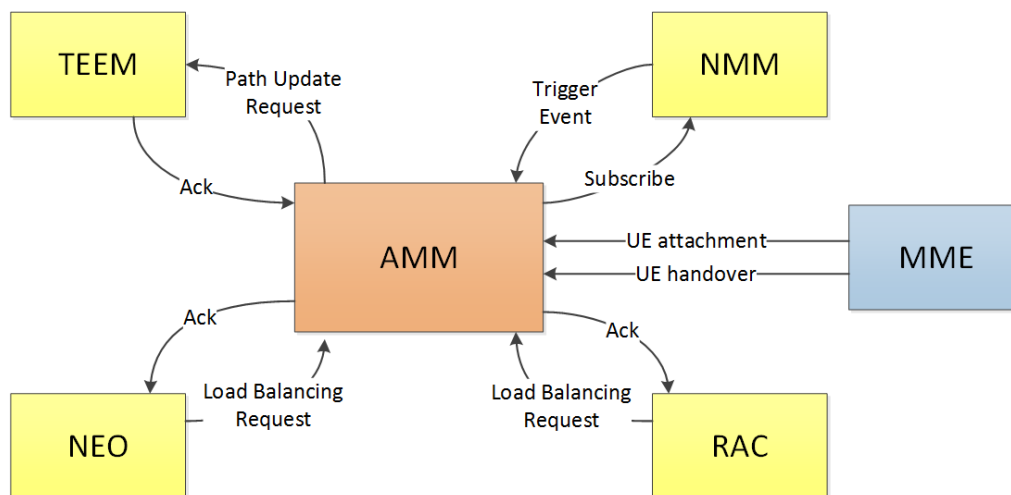 TEEM
NMM
Path Update
Request
Trigger
Event
Ack
Subscribe
AMM
UE attachment
UE handover
MME
Ack
Ack
Load Balancing
Request
Load Balancing
Request
NEO
RAC